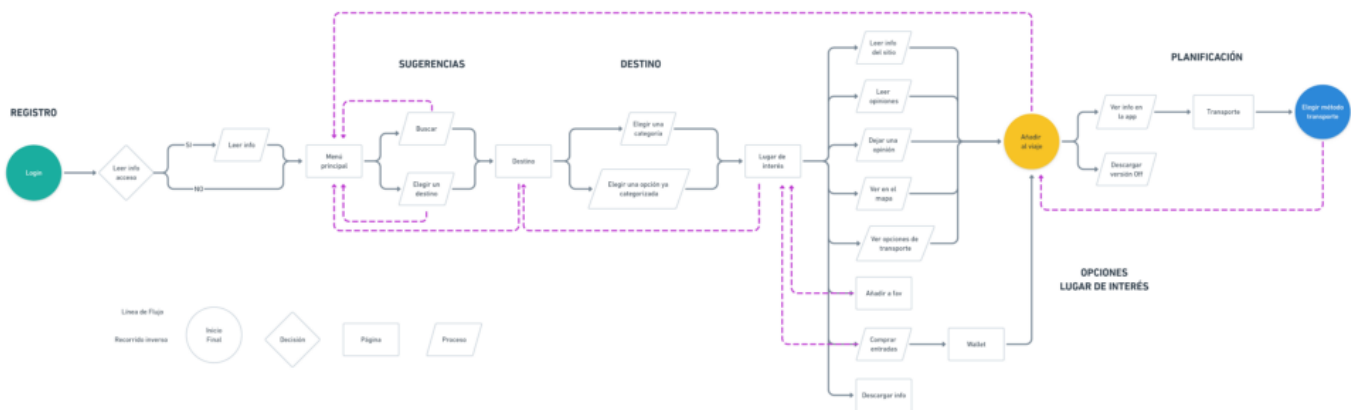 REGISTRO
Login
Leer info
acceso
SI
Leer info
NO
Menú
principal
SUGERENCIAS
Buscar
Elegir un
destino
Destino
DESTINO
Elegir una
categoría
Elegir una opción ya
categorizada
Lugar de
interés
Leer info
del sitio
Leer
opiniones
Dejar una
opinión
Ver en el
mapa
Ver opciones de
transporte
Añadir a fav
Comprar
entradas
Wallet
Descargar info
Añadir
al viaje
OPCIONES
LUGAR DE INTERÉS
PLANIFICACIÓN
Ver info en
la app
Transporte
Elegir método
transporte
Descargar
versión Off
Línea de Flujo
Recorrido inverso
Inicio
Final
Decisión
Página
Proceso